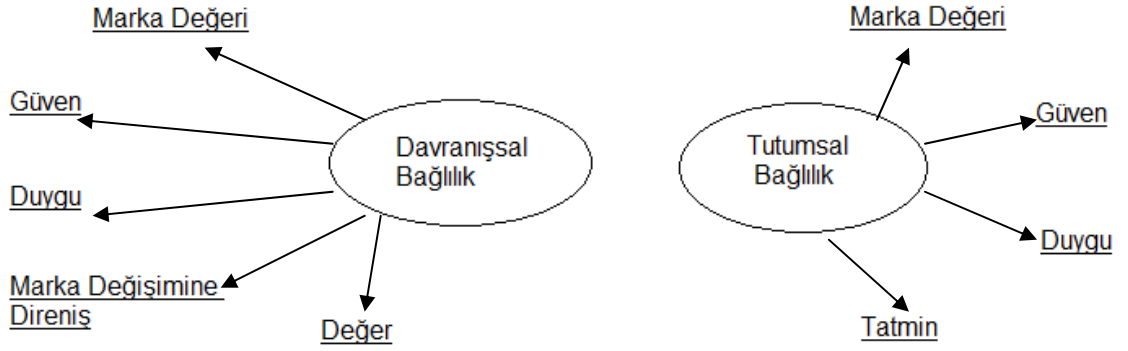 Marka Değeri
Güven
Davranışsal
Bağlılık
Duygu
Marka Değişimine
Direniş
Değer
Marka Değeri
Güven
Tutumsal
Bağlılık
Duygu
Tatmin